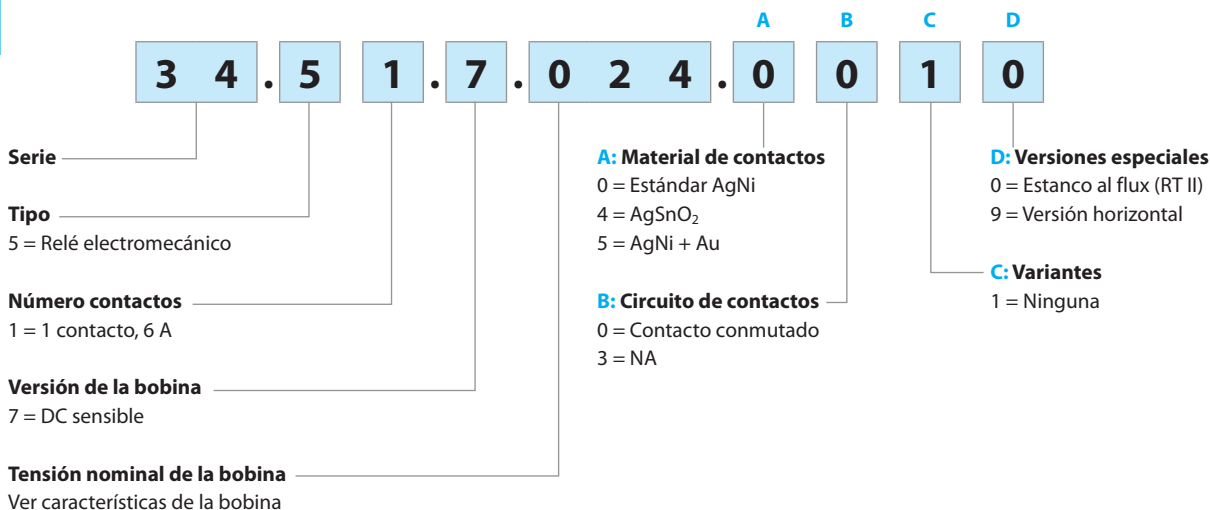 A B C D
3 4 . 5 1 . 7 . 0 2 4 . 0 0 1 0
Serie
Tipo
5 = Relé electromecánico
Número contactos
1 = 1 contacto, 6 A
Versión de la bobina
7 = DC sensible
Tensión nominal de la bobina
Ver características de la bobina
A: Material de contactos
0 = Estándar AgNi
4 = AgSnO₂
5 = AgNi + Au
B: Circuito de contactos
0 = Contacto conmutado
3 = NA
D: Versiones especiales
0 = Estanco al flux (RT II)
9 = Versión horizontal
C: Variantes
1 = Ninguna